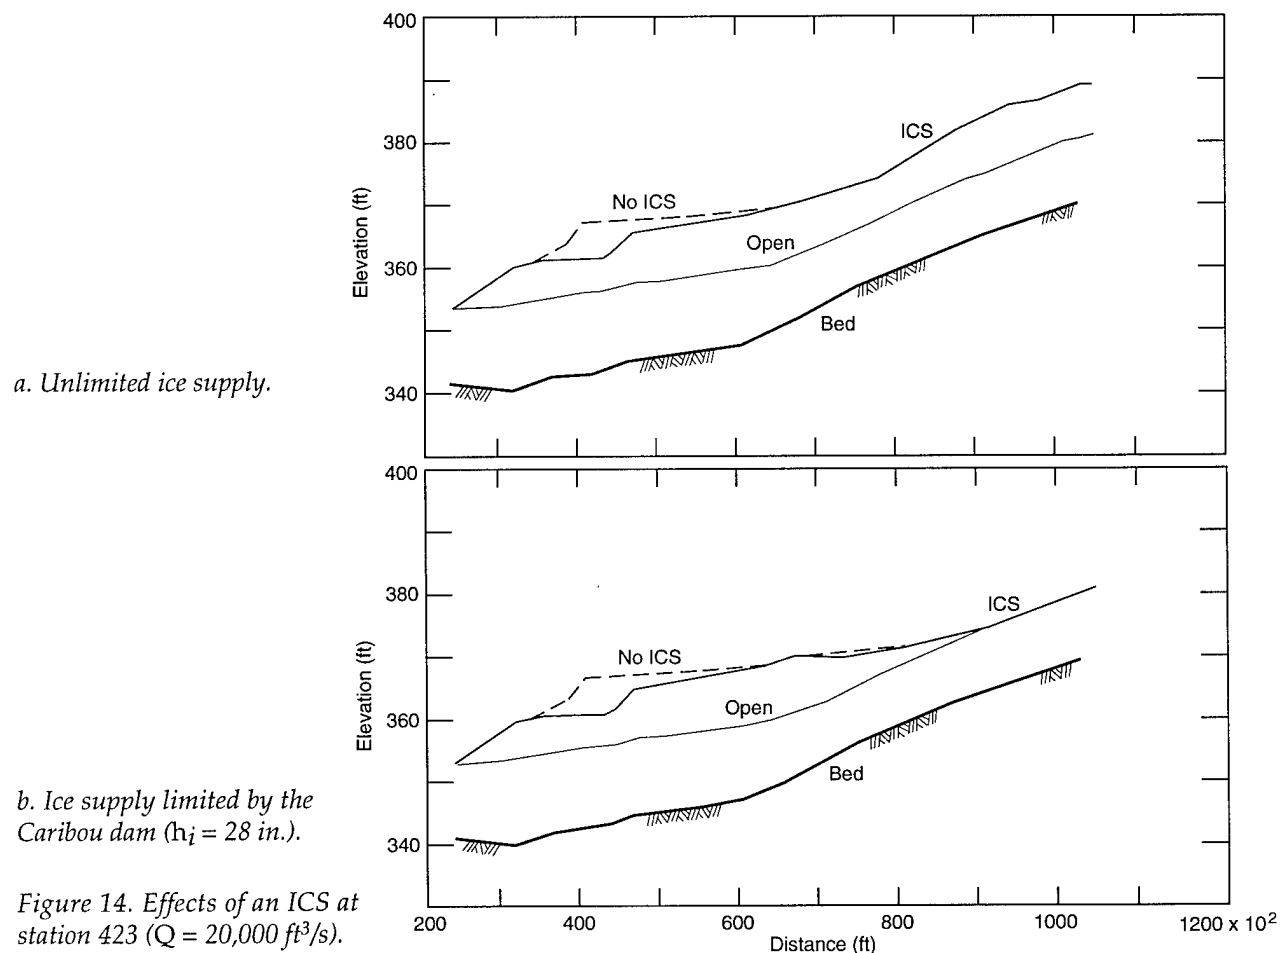 400
380
360
340
Elevation (ft)
No ICS
ICS
Open
Bed
a. Unlimited ice supply.
400
380
360
340
Elevation (ft)
No ICS
ICS
Open
Bed
200
400
600
800
1000
1200 x 10²
Distance (ft)
b. Ice supply limited by the
Caribou dam (hᵢ = 28 in.).
Figure 14. Effects of an ICS at
station 423 (Q = 20,000 ft³/s).